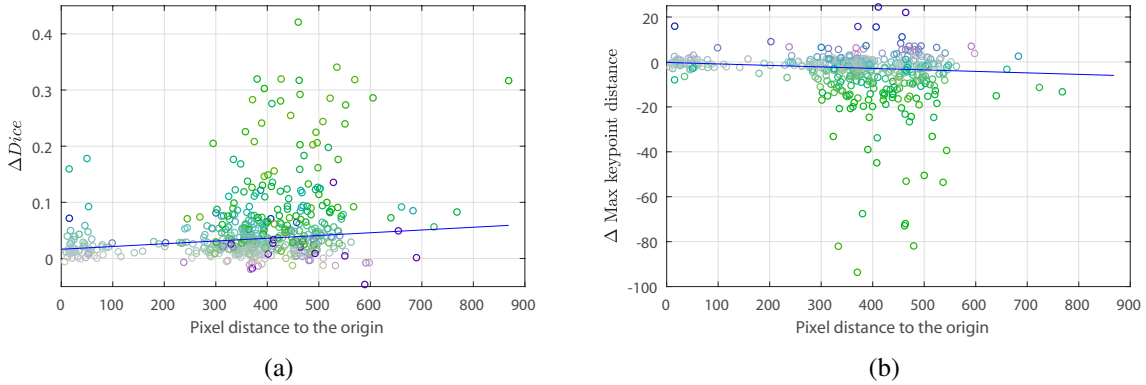 0.4
0.3
0.2
0.1
0
ΔDice
0 100 200 300 400 500 600 700 800 900
Pixel distance to the origin
(a)
20
0
-20
-40
-60
-80
-100
Δ Max keypoint distance
0 100 200 300 400 500 600 700 800 900
Pixel distance to the origin
(b)